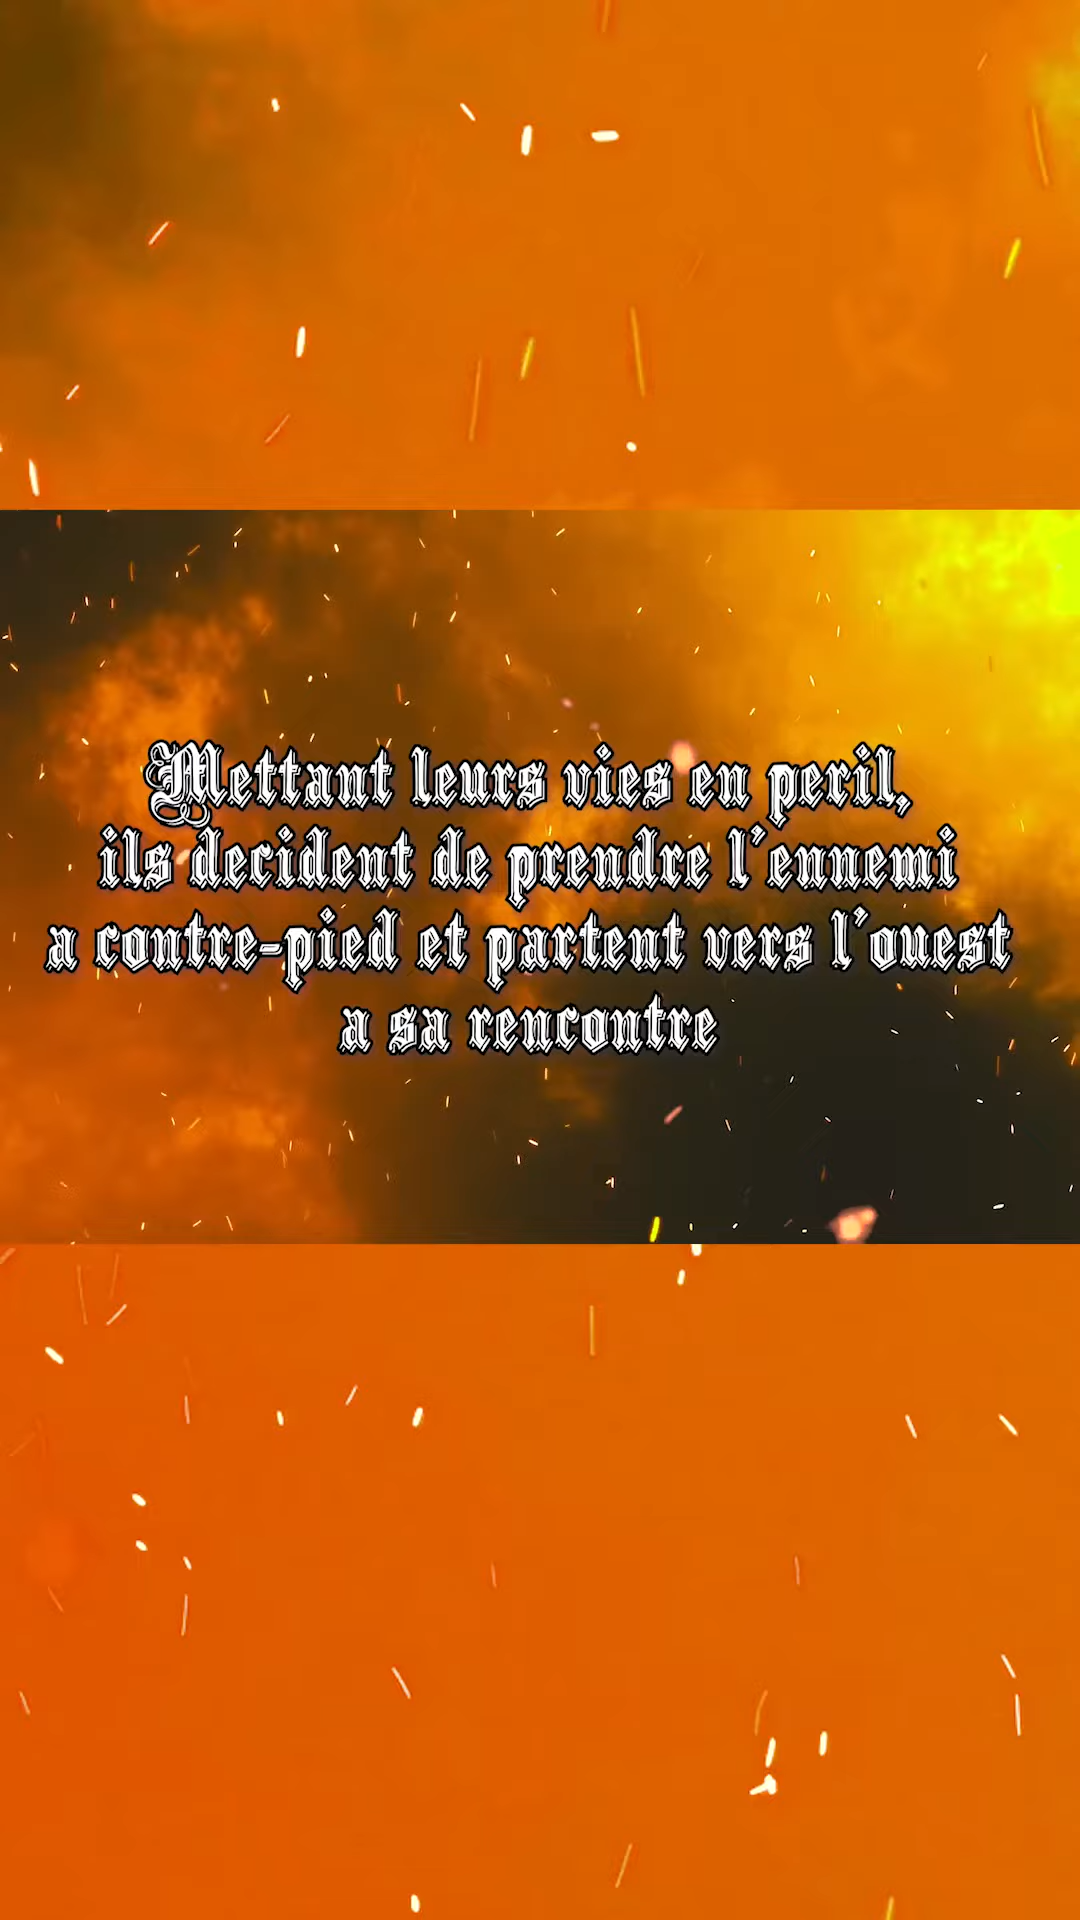 Mettant leurs vies en peril,
ils decident de prendre l'ennemi
a contre-pied et partent vers l'ouest
a sa rencontre